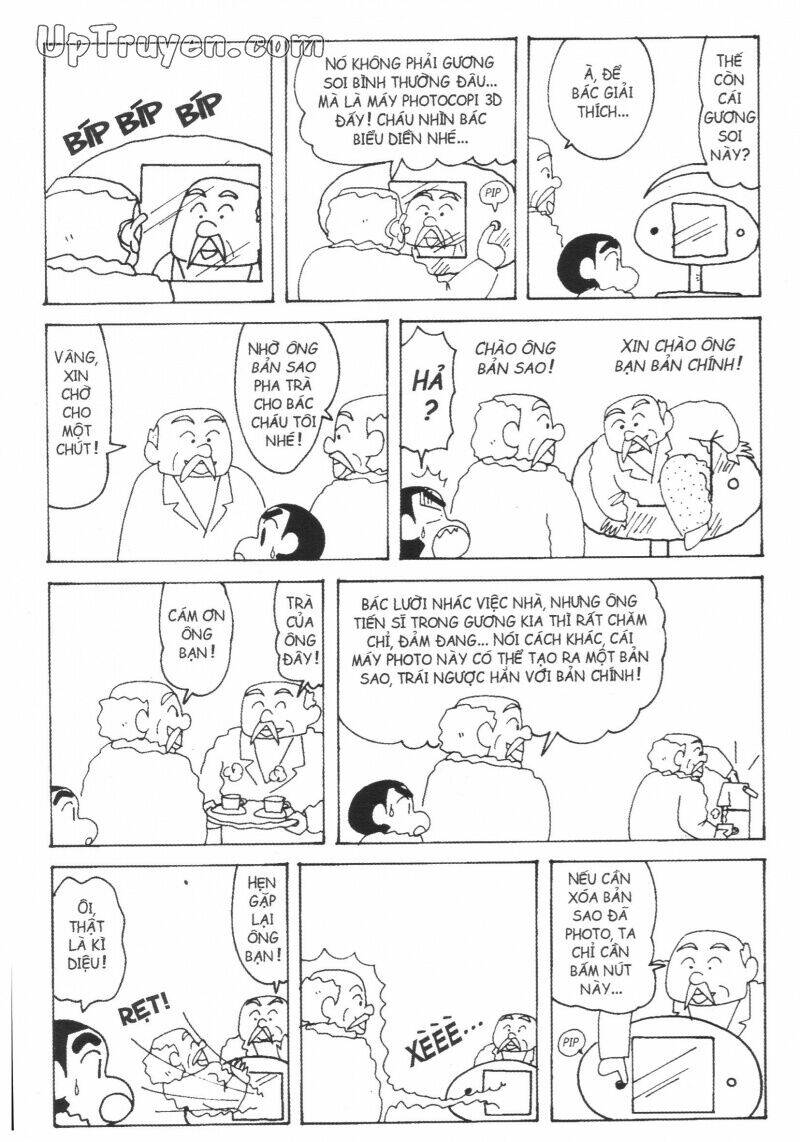 UpTruyen.com
THẾ
CÒN
CÁI
GƯƠNG
SOI
NÀY?
À, ĐỂ
BÁC GIẢI
THÍCH...
NÓ KHÔNG PHẢI GƯƠNG
SOI BÌNH THƯỜNG ĐÂU...
MÀ LÀ MÁY PHOTOCOPI 3D
ĐẤY! CHÁU NHÌN BÁC
BIỂU DIỄN NHÉ...
PIP
BÍP BÍP BÍP
XIN CHÀO ÔNG
BẠN BẢN CHÍNH!
CHÀO ÔNG
BẢN SAO!
HẢ
?
NHỜ ÔNG
BẢN SAO
PHA TRÀ
CHO BÁC
CHÁU TÔI
NHÉ!
VÂNG,
XIN
CHỜ
CHO
MỘT
CHÚT!
BÁC LƯỜI NHÁC VIỆC NHÀ, NHƯNG ÔNG
TIẾN SĨ TRONG GƯƠNG KIA THÌ RẤT CHĂM
CHỈ, ĐẢM ĐANG... NÓI CÁCH KHÁC, CÁI
MÁY PHOTO NÀY CÓ THỂ TẠO RA MỘT BẢN
SAO, TRÁI NGƯỢC HẲN VỚI BẢN CHÍNH!
TRÀ
CỦA
ÔNG
ĐÂY!
CÁM ƠN
ÔNG
BẠN!
NẾU CẦN
XÓA BẢN
SAO ĐÃ
PHOTO, TA
CHỈ CẦN
BẤM NÚT
NÀY...
PIP
XÈÈÈ...
HẸN
GẶP
LẠI
ÔNG
BẠN!
RẸT!
ÔI,
THẬT
LÀ KÌ
DIỆU!